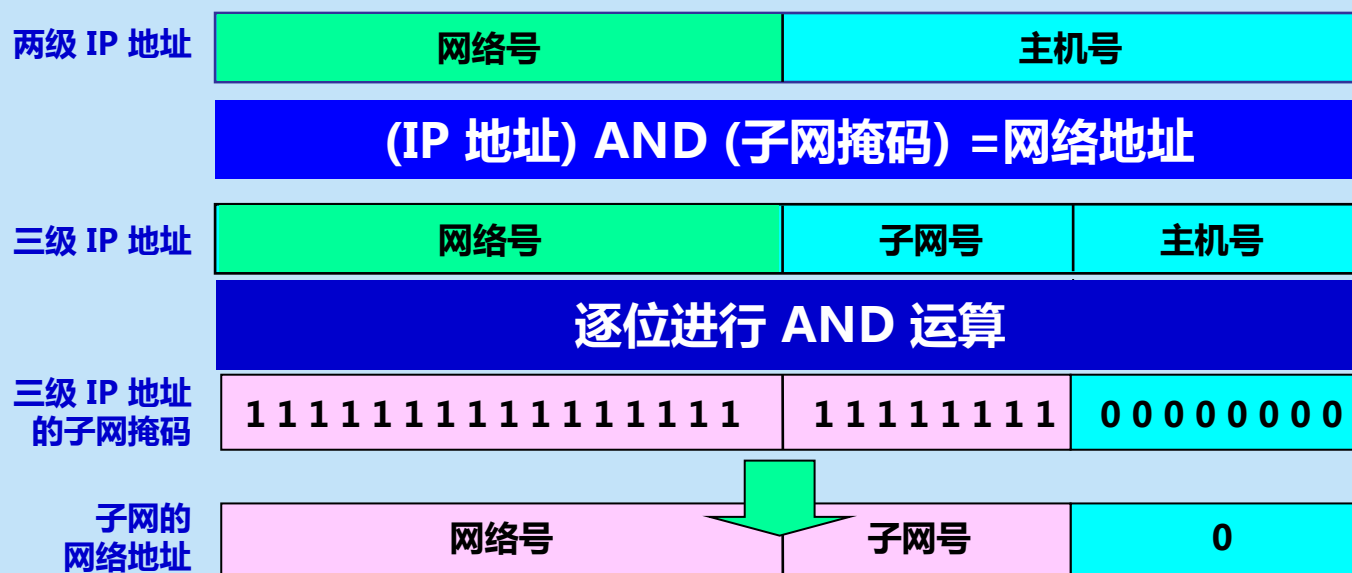 两级 IP 地址 网络号 主机号
(IP 地址) AND (子网掩码) =网络地址
三级 IP 地址 网络号 子网号 主机号
逐位进行 AND 运算
三级 IP 地址
的子网掩码
1 1 1 1 1 1 1 1 1 1 1 1 1 1 1 1 1 1 1 1 1 1 1 1 0 0 0 0 0 0 0 0
子网的
网络地址
网络号 子网号 0